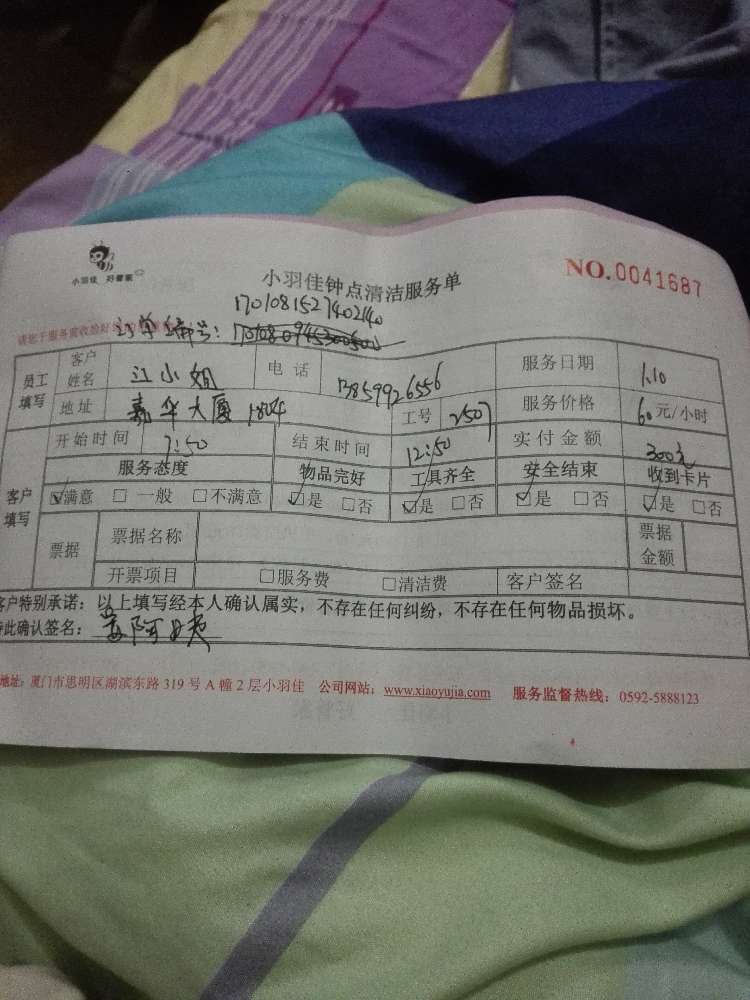 小羽佳 好管家
小羽佳钟点清洁服务单
NO.0041687
1701081527402140
订单编号:
员工填写 客户姓名 江小姐 电话 13859926556 服务日期 1.10
地址 嘉华大厦1804 工号 2507 服务价格 60元/小时
开始时间 7:50 结束时间 12:50 实付金额 300元
客户填写 服务态度 物品完好 工具齐全 安全结束 收到卡片
☑满意 □一般 □不满意 ☑是 □否 ☑是 □否 ☑是 □否 ☑是 □否
票据 票据名称 票据金额
开票项目 □服务费 □清洁费 客户签名
客户特别承诺:以上填写经本人确认属实,不存在任何纠纷,不存在任何物品损坏。
特此确认签名:
地址:厦门市思明区湖滨东路319号A幢2层小羽佳 公司网站:www.xiaoyujia.com 服务监督热线:0592-5888123